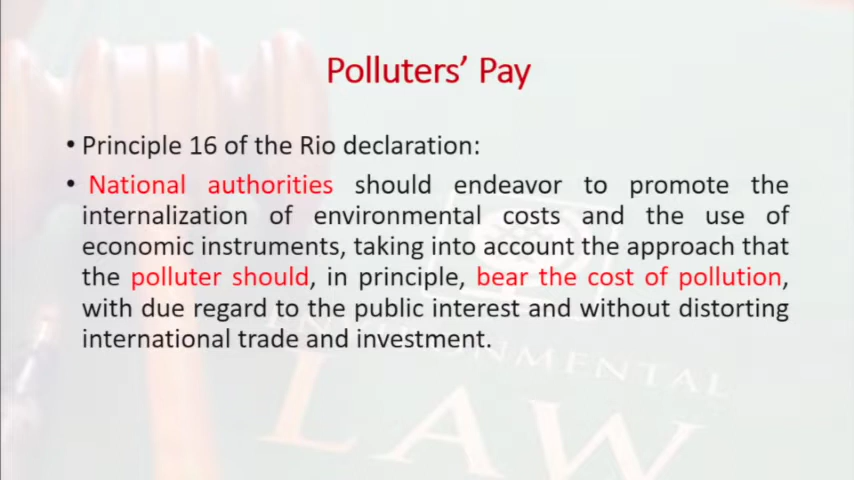 Polluters' Pay
• Principle 16 of the Rio declaration:
• National authorities should endeavor to promote the
internalization of environmental costs and the use of
economic instruments, taking into account the approach that
the polluter should, in principle, bear the cost of pollution,
with due regard to the public interest and without distorting
international trade and investment.
ENVIRONMENTAL
LAW